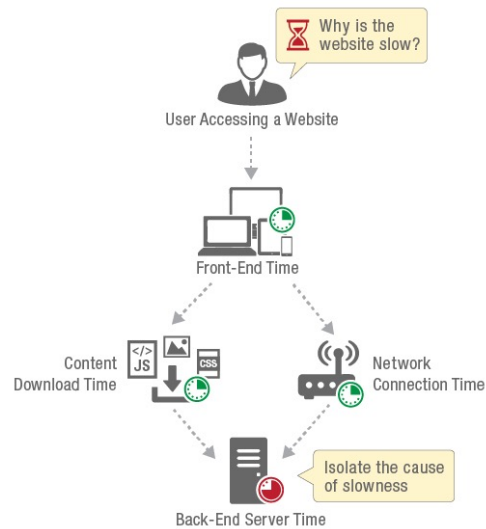 Why is the
website slow?
User Accessing a Website
Front-End Time
</>
JS
CSS
Content
Download Time
Network
Connection Time
Isolate the cause
of slowness
Back-End Server Time